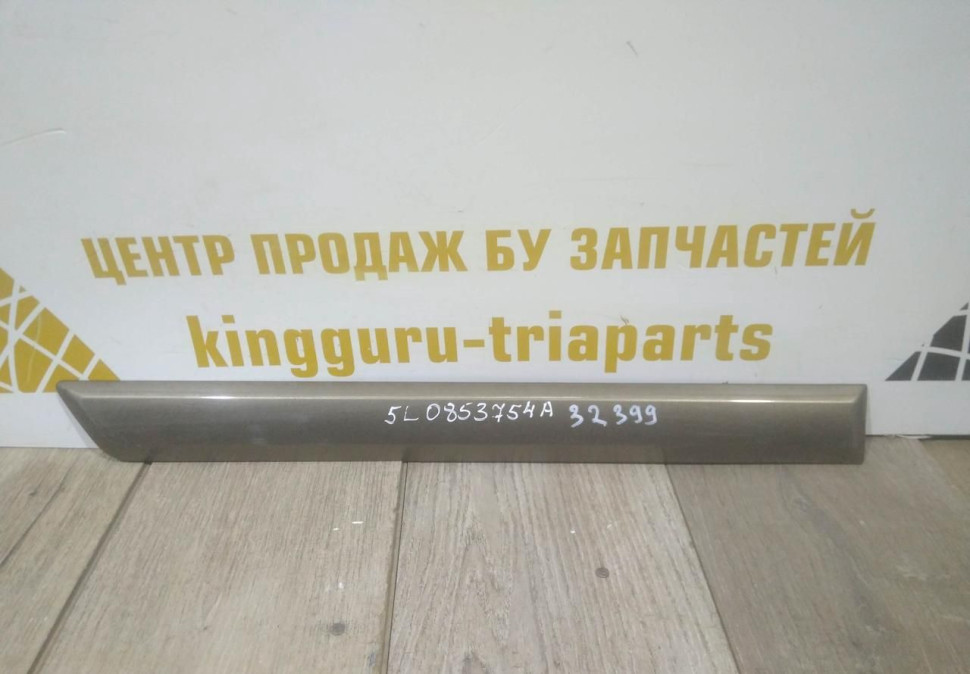 ЦЕНТР ПРОДАЖ БУ ЗАПЧАСТЕЙ
kingguru-triaparts
5L0853754A 32399